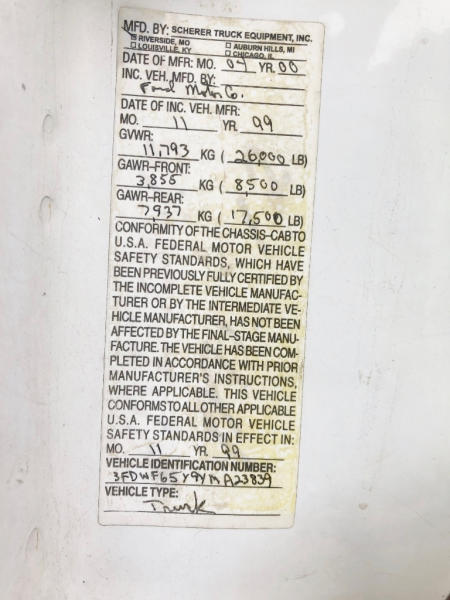 MFD. BY: SCHERER TRUCK EQUIPMENT, INC.
RIVERSIDE, MO □ AUBURN HILLS, MI
□ LOUISVILLE, KY □ CHICAGO, IL
DATE OF MFR: MO. 04 YR. 00
INC. VEH. MFD. BY:
Ford Motor Co.
DATE OF INC. VEH. MFR:
MO. 11 YR. 99
GVWR:
11,793 KG ( 26,000 LB)
GAWR-FRONT:
3,855 KG ( 8,500 LB)
GAWR-REAR:
7,937 KG ( 17,500 LB)
CONFORMITY OF THE CHASSIS-CAB TO
U.S.A. FEDERAL MOTOR VEHICLE
SAFETY STANDARDS, WHICH HAVE
BEEN PREVIOUSLY FULLY CERTIFIED BY
THE INCOMPLETE VEHICLE MANUFAC-
TURER OR BY THE INTERMEDIATE VE-
HICLE MANUFACTURER, HAS NOT BEEN
AFFECTED BY THE FINAL-STAGE MANU-
FACTURE. THE VEHICLE HAS BEEN COM-
PLETED IN ACCORDANCE WITH PRIOR
MANUFACTURER'S INSTRUCTIONS,
WHERE APPLICABLE. THIS VEHICLE
CONFORMS TO ALL OTHER APPLICABLE
U.S.A. FEDERAL MOTOR VEHICLE
SAFETY STANDARDS IN EFFECT IN:
MO. 11 YR. 99
VEHICLE IDENTIFICATION NUMBER:
3FDWF65Y9YMA23839
VEHICLE TYPE:
Truck